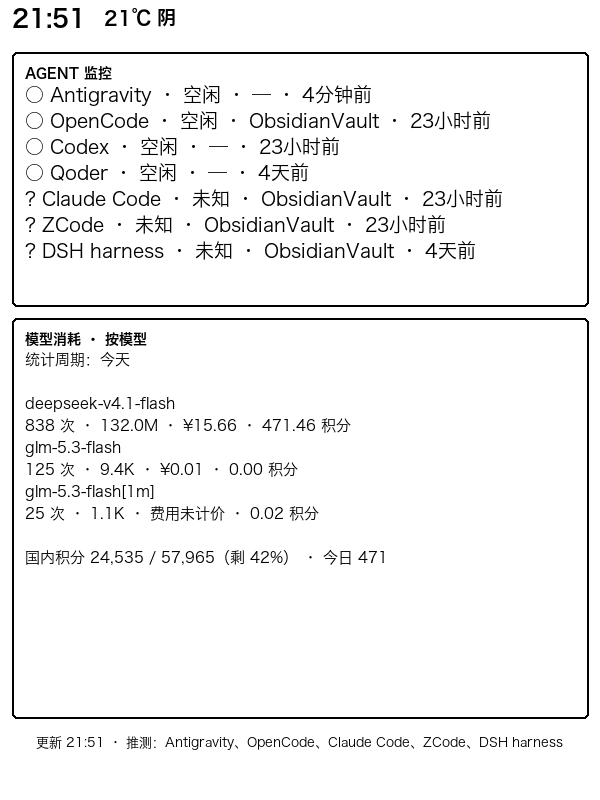 21:51 21℃ 阴
AGENT 监控
○ Antigravity · 空闲 · — · 4分钟前
○ OpenCode · 空闲 · ObsidianVault · 23小时前
○ Codex · 空闲 · — · 23小时前
○ Qoder · 空闲 · — · 4天前
? Claude Code · 未知 · ObsidianVault · 23小时前
? ZCode · 未知 · ObsidianVault · 23小时前
? DSH harness · 未知 · ObsidianVault · 4天前
模型消耗 · 按模型
统计周期：今天
deepseek-v4.1-flash
838 次 · 132.0M · ¥15.66 · 471.46 积分
glm-5.3-flash
125 次 · 9.4K · ¥0.01 · 0.00 积分
glm-5.3-flash[1m]
25 次 · 1.1K · 费用未计价 · 0.02 积分
国内积分 24,535 / 57,965（剩 42%） · 今日 471
更新 21:51 · 推测：Antigravity、OpenCode、Claude Code、ZCode、DSH harness